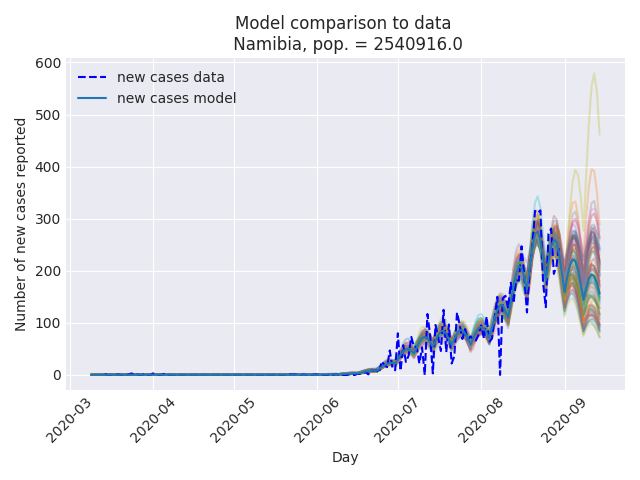 Model comparison to data
Namibia, pop. = 2540916.0
600
500
400
300
200
100
0
Number of new cases reported
new cases data
new cases model
2020-03
2020-04
2020-05
2020-06
2020-07
2020-08
2020-09
Day